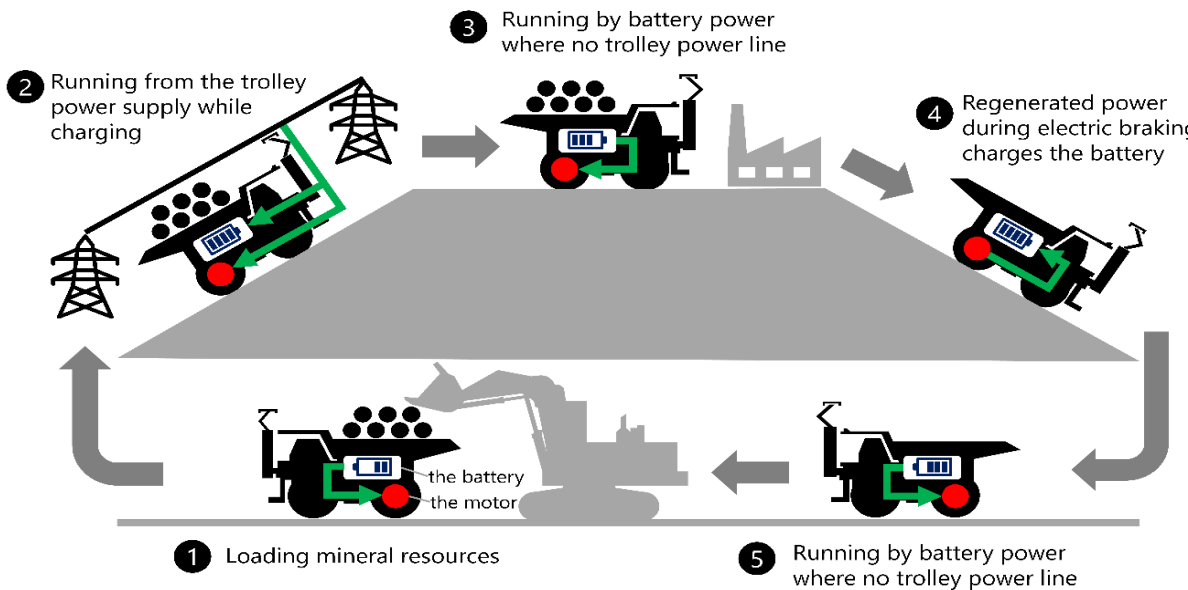 1
Loading mineral resources
the battery
the motor
2
Running from the trolley
power supply while
charging
3
Running by battery power
where no trolley power line
4
Regenerated power
during electric braking
charges the battery
5
Running by battery power
where no trolley power line